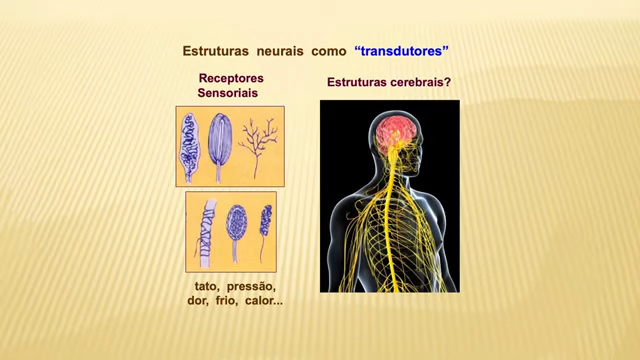 Estruturas neurais como “transdutores”
Receptores
Sensoriais
Estruturas cerebrais?
tato, pressão,
dor, frio, calor...